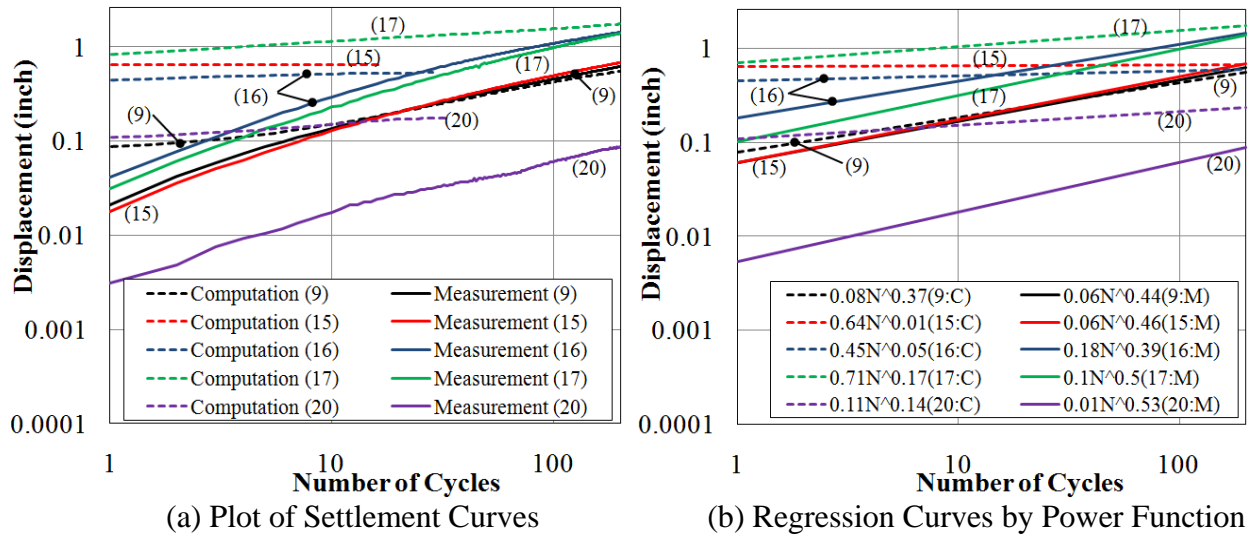 Displacement (inch)
1
0.1
0.01
0.001
0.0001
(17)
(15)
(16)
(17)
(9)
(9)
(20)
(15)
(20)
Computation (9) Measurement (9)
Computation (15) Measurement (15)
Computation (16) Measurement (16)
Computation (17) Measurement (17)
Computation (20) Measurement (20)
1 10 100
Number of Cycles
(a) Plot of Settlement Curves
Displacement (inch)
1
0.1
0.01
0.001
0.0001
(17)
(15)
(16)
(9)
(17)
(20)
(15)
(9)
(20)
0.08N^0.37(9:C) 0.06N^0.44(9:M)
0.64N^0.01(15:C) 0.06N^0.46(15:M)
0.45N^0.05(16:C) 0.18N^0.39(16:M)
0.71N^0.17(17:C) 0.1N^0.5(17:M)
0.11N^0.14(20:C) 0.01N^0.53(20:M)
1 10 100
Number of Cycles
(b) Regression Curves by Power Function